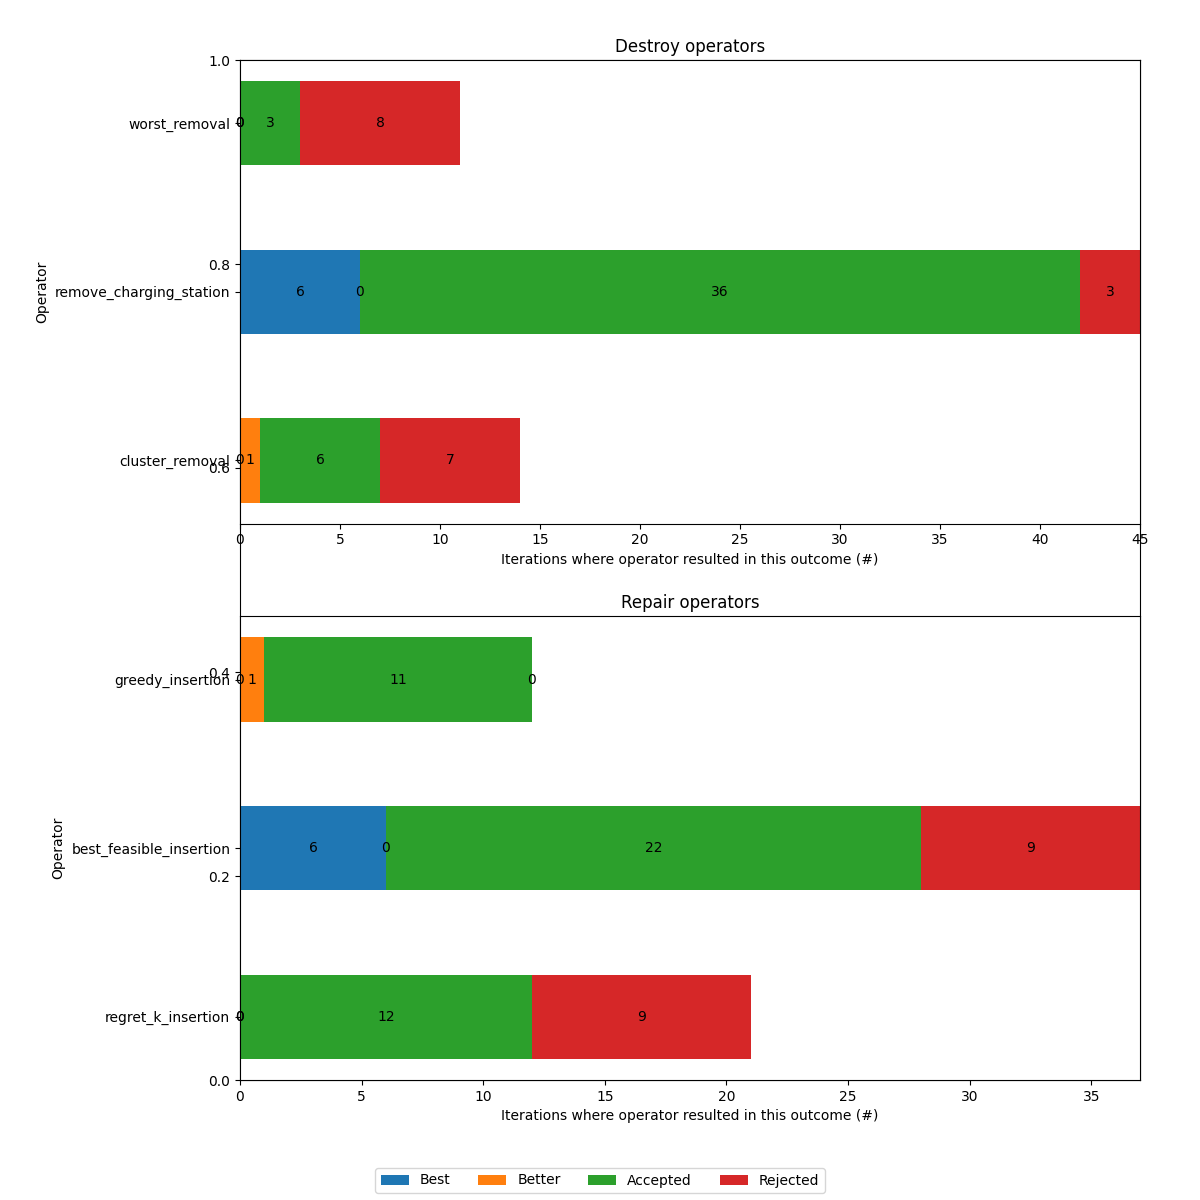 Destroy operators
1.0
worst_removal 0 0 3 8
0.8
Operator
remove_charging_station 6 0 36 3
cluster_removal 0 1 6 7
0.6
0 5 10 15 20 25 30 35 40 45
Iterations where operator resulted in this outcome (#)
Repair operators
0.4
greedy_insertion 0 1 11 0
Operator
best_feasible_insertion 6 0 22 9
0.2
regret_k_insertion 0 0 12 9
0.0
0 5 10 15 20 25 30 35
Iterations where operator resulted in this outcome (#)
Best Better Accepted Rejected